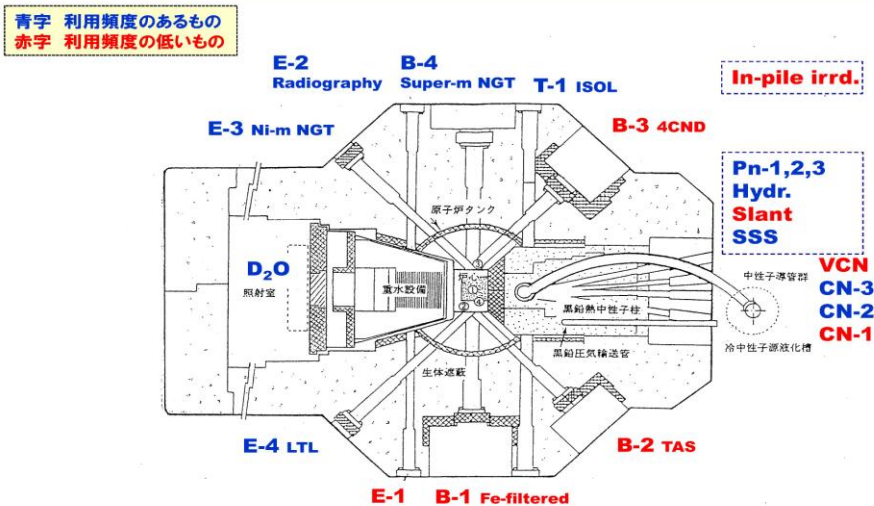 青字 利用頻度のあるもの
赤字 利用頻度の低いもの
E-2
Radiography
B-4
Super-m NGT
T-1 ISOL
In-pile irrd.
E-3 Ni-m NGT
B-3 4CND
Pn-1,2,3
Hydr.
Slant
SSS
原子炉タンク
D₂O
照射室
重水設備
炉心
①
②
③
④
VCN
CN-3
CN-2
CN-1
中性子導管群
黒鉛熱中性子柱
黒鉛圧気輸送管
冷中性子源液化槽
生体遮蔽
E-4 LTL
B-2 TAS
E-1
B-1 Fe-filtered